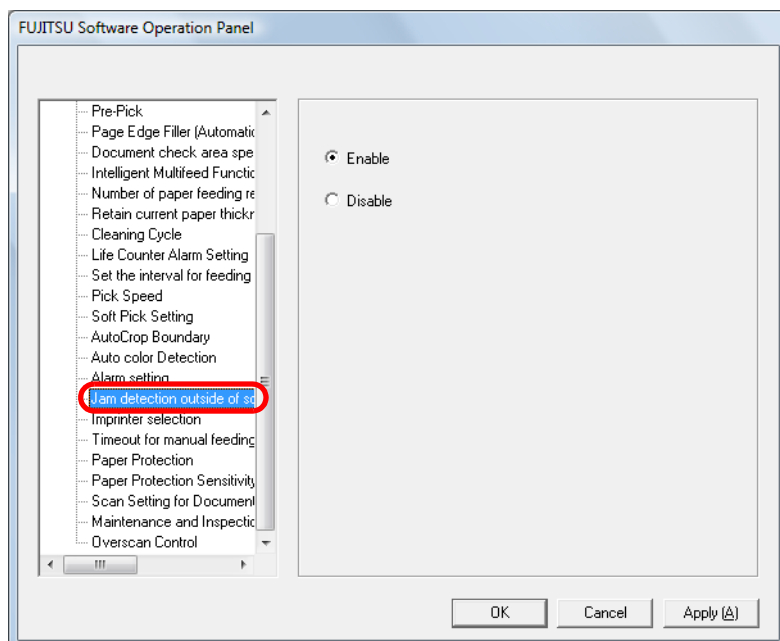 FUJITSU Software Operation Panel
Pre-Pick
Page Edge Filler (Automatic
Document check area spe
Intelligent Multifeed Functic
Number of paper feeding re
Retain current paper thickr
Cleaning Cycle
Life Counter Alarm Setting
Set the interval for feeding
Pick Speed
Soft Pick Setting
AutoCrop Boundary
Auto color Detection
Alarm setting
Jam detection outside of sc
Imprinter selection
Timeout for manual feeding
Paper Protection
Paper Protection Sensitivity
Scan Setting for Document
Maintenance and Inspectic
Overscan Control
Enable
Disable
OK
Cancel
Apply (A)